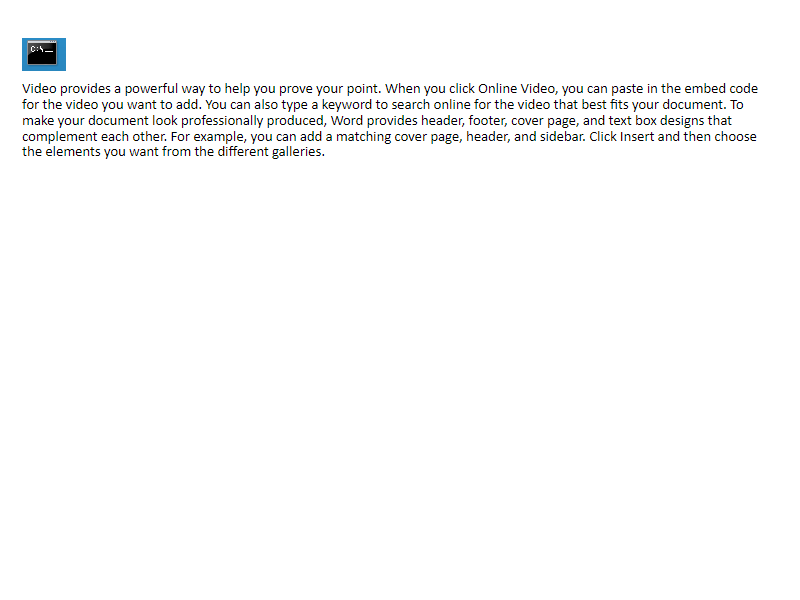 C:\_
Video provides a powerful way to help you prove your point. When you click Online Video, you can paste in the embed code
for the video you want to add. You can also type a keyword to search online for the video that best fits your document. To
make your document look professionally produced, Word provides header, footer, cover page, and text box designs that
complement each other. For example, you can add a matching cover page, header, and sidebar. Click Insert and then choose
the elements you want from the different galleries.